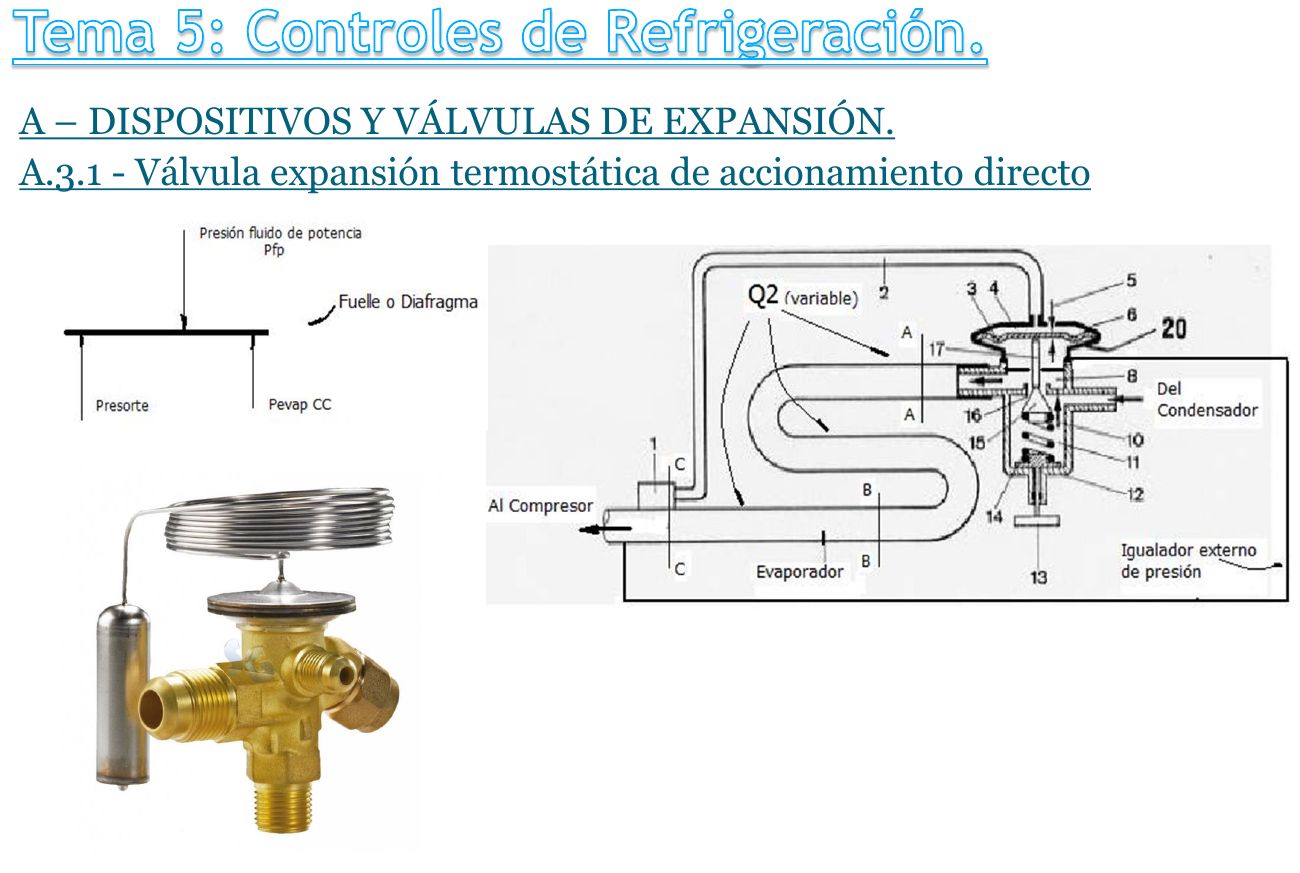 Tema 5: Controles de Refrigeración.
A – DISPOSITIVOS Y VÁLVULAS DE EXPANSIÓN.
A.3.1 - Válvula expansión termostática de accionamiento directo
Presión fluido de potencia
Pfp
Fuelle o Diafragma
Presorte
Pevap CC
Q2 (variable)
2
3
4
5
6
20
A
17
8
Del
Condensador
A
16
15
10
11
12
1
C
B
Al Compresor
14
Igualador externo
de presión
C
Evaporador
B
13